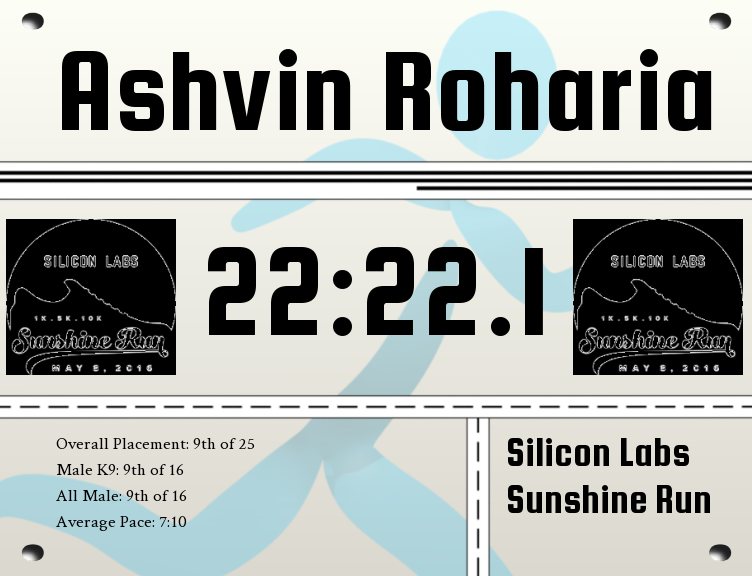 Ashvin Roharia
SILICON LABS
1K.5K.10K
Sunshine Run
MAY 8, 2016
22:22.1
SILICON LABS
1K.5K.10K
Sunshine Run
MAY 8, 2016
Overall Placement: 9th of 25
Male K9: 9th of 16
All Male: 9th of 16
Average Pace: 7:10
Silicon Labs
Sunshine Run